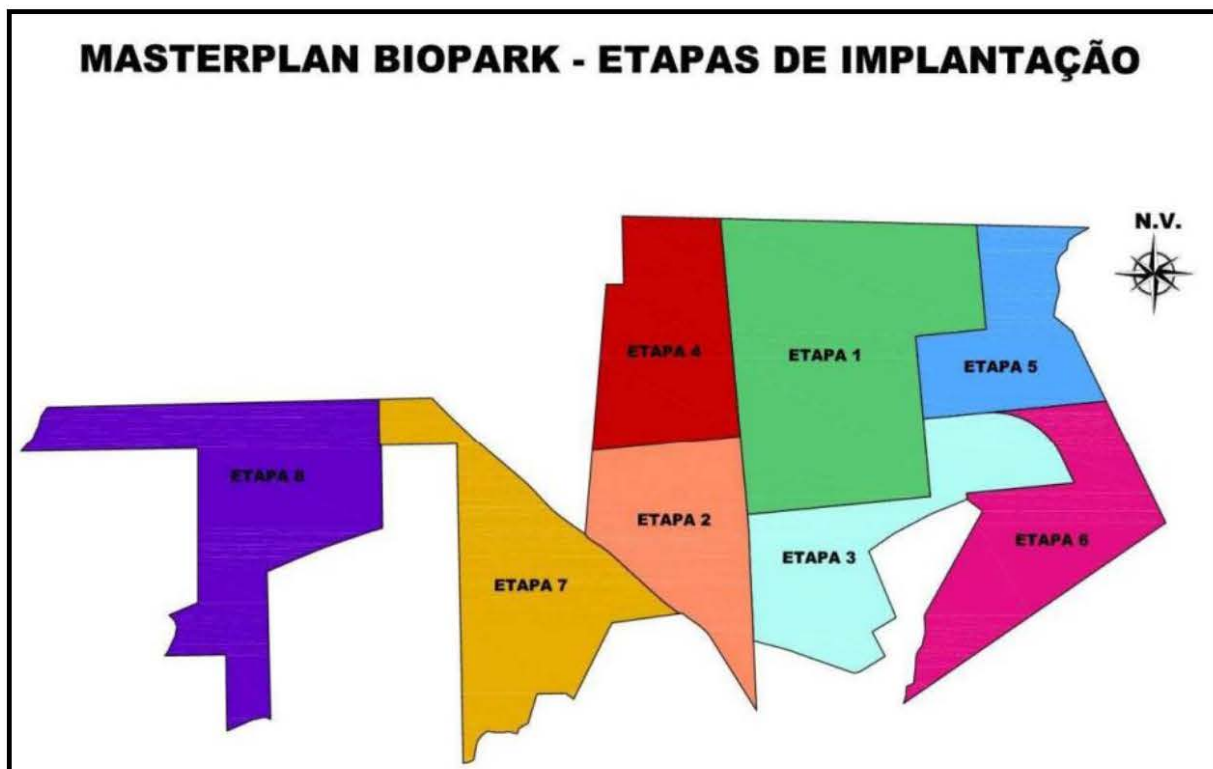 MASTERPLAN BIOPARK - ETAPAS DE IMPLANTAÇÃO
N.V.
ETAPA 4
ETAPA 1
ETAPA 5
ETAPA 8
ETAPA 2
ETAPA 3
ETAPA 6
ETAPA 7